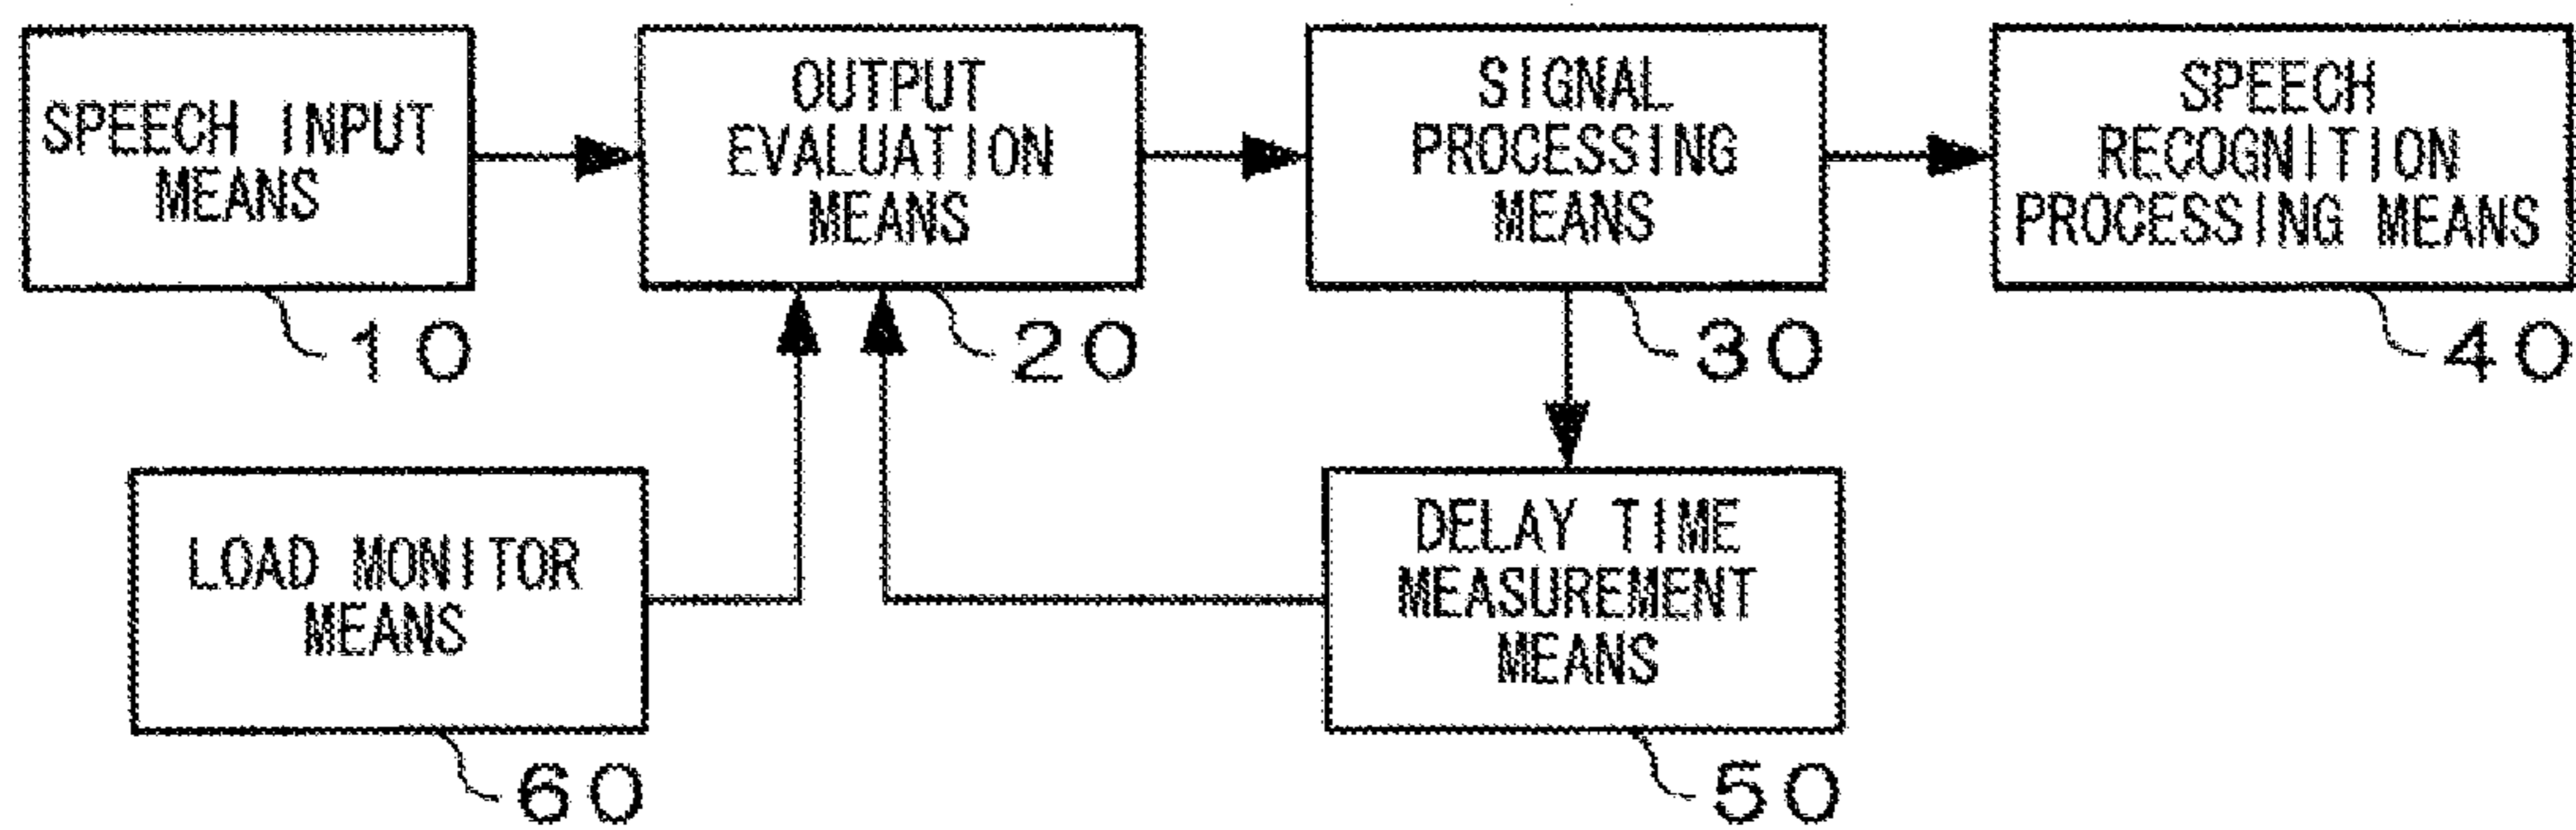 SPEECH INPUT
MEANS
10
OUTPUT
EVALUATION
MEANS
20
SIGNAL
PROCESSING
MEANS
30
SPEECH
RECOGNITION
PROCESSING MEANS
40
LOAD MONITOR
MEANS
60
DELAY TIME
MEASUREMENT
MEANS
50